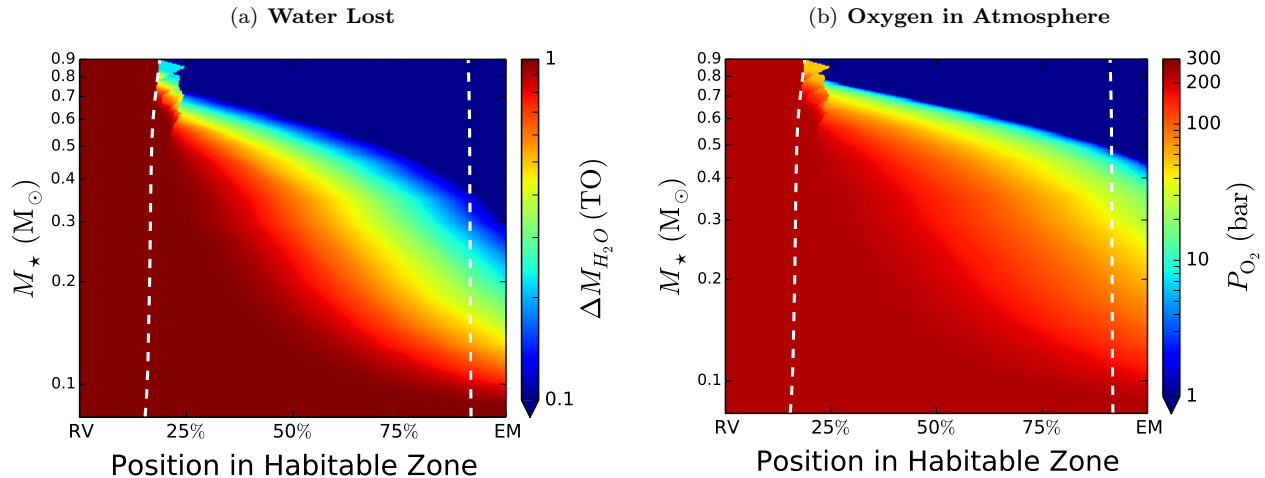 (a) Water Lost
0.9
0.8
0.7
0.6
0.5
0.4
0.3
0.2
0.1
M⋆ (M☉)
RV 25% 50% 75% EM
Position in Habitable Zone
1
0.1
ΔM_{H₂O} (TO)
(b) Oxygen in Atmosphere
0.9
0.8
0.7
0.6
0.5
0.4
0.3
0.2
0.1
M⋆ (M☉)
RV 25% 50% 75% EM
Position in Habitable Zone
300
200
100
10
1
P_{O₂} (bar)